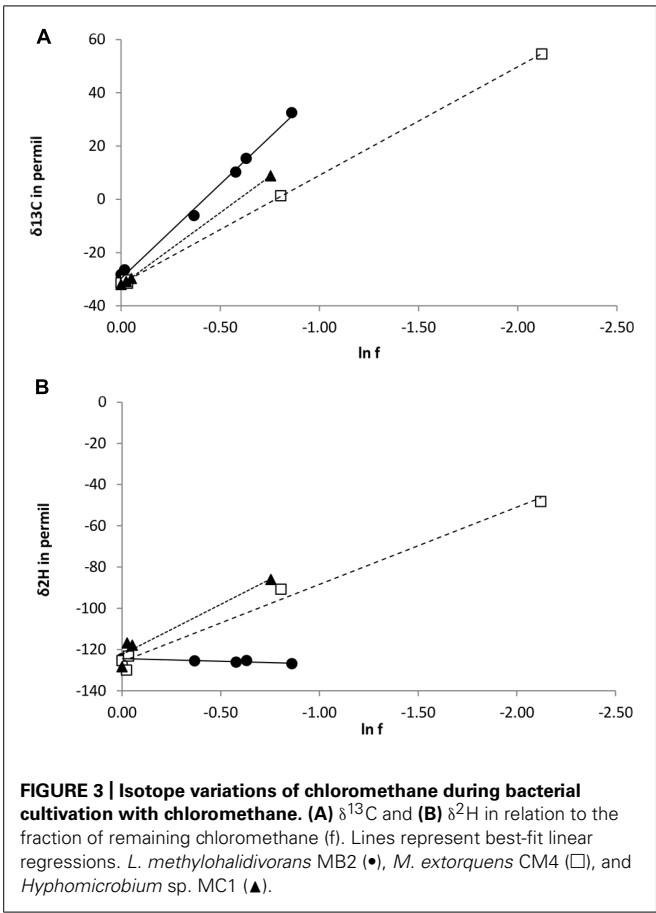 A
60
40
20
0
-20
-40
δ13C in permil
0.00 -0.50 -1.00 -1.50 -2.00 -2.50
ln f
B
0
-20
-40
-60
-80
-100
-120
-140
δ2H in permil
0.00 -0.50 -1.00 -1.50 -2.00 -2.50
ln f
FIGURE 3 | Isotope variations of chloromethane during bacterial
cultivation with chloromethane. (A) δ¹³C and (B) δ²H in relation to the
fraction of remaining chloromethane (f). Lines represent best-fit linear
regressions. L. methylohalidivorans MB2 (•), M. extorquens CM4 (□), and
Hyphomicrobium sp. MC1 (▲).